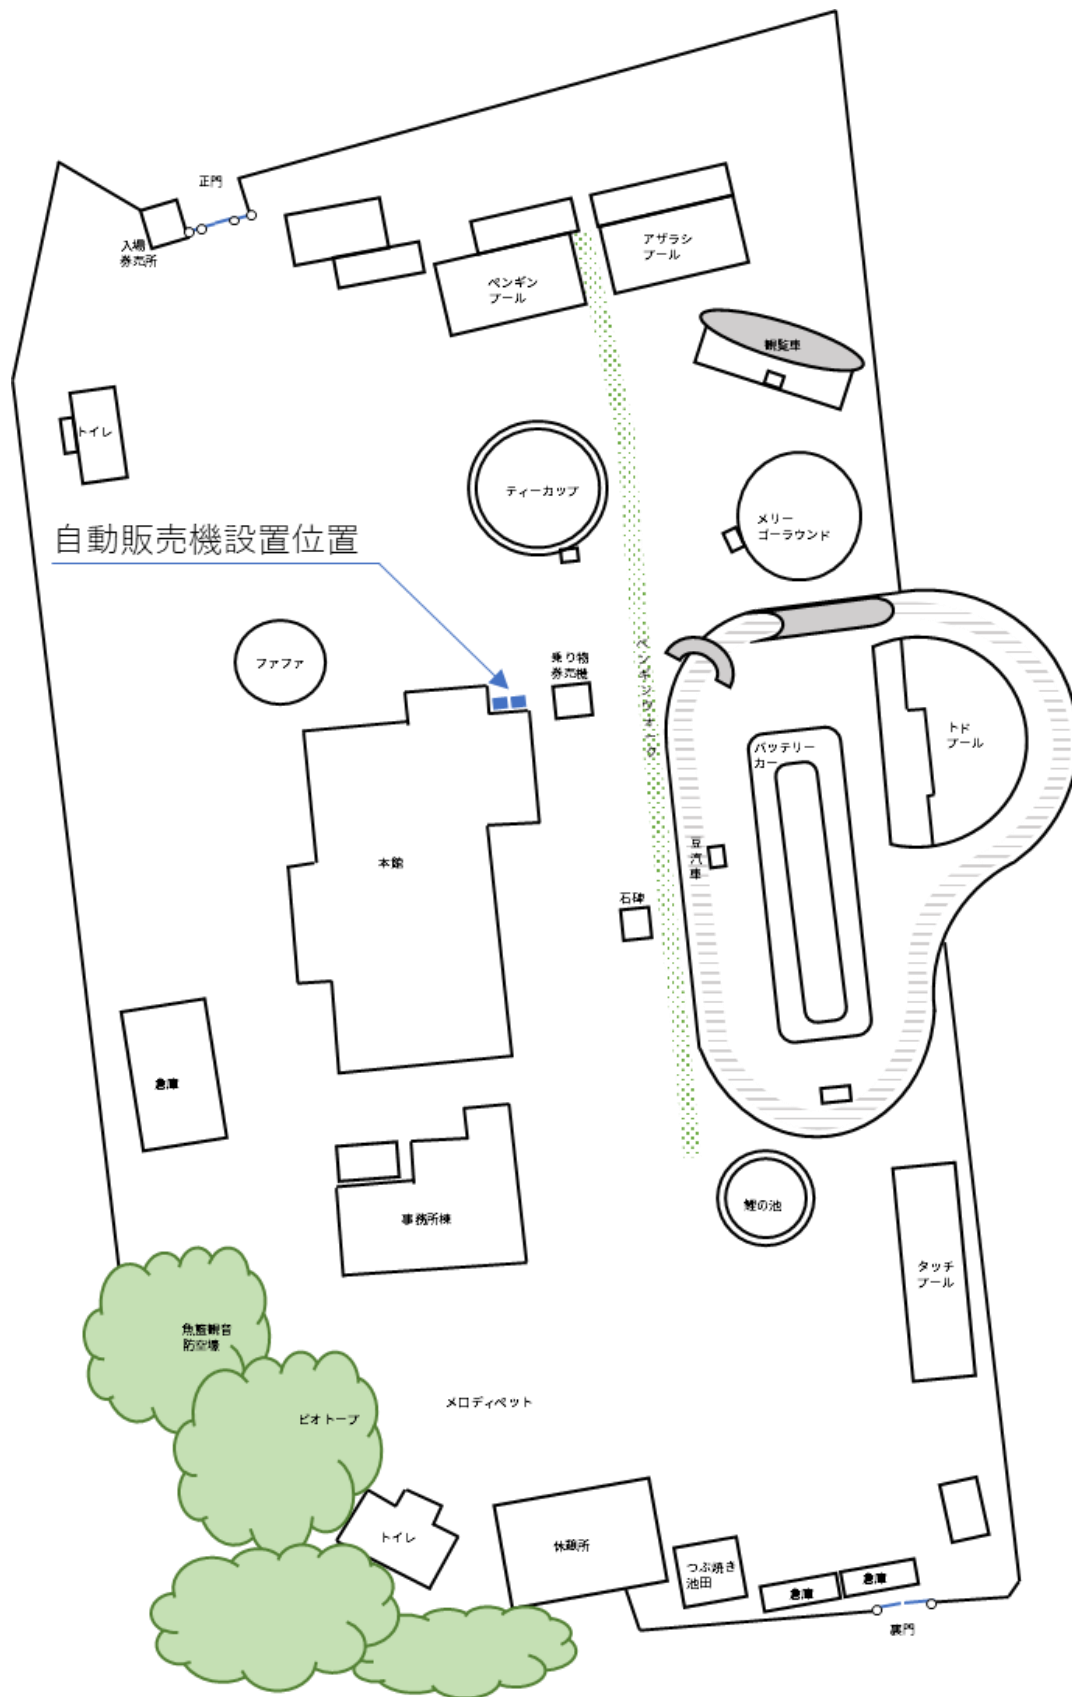 正門
入場
券売所
アザラシ
プール
ペンギン
プール
観覧車
トイレ
ティーカップ
メリー
ゴーラウンド
自動販売機設置位置
ファファ
乗り物
券売機
ペンギンウォーク
トド
プール
バッテリー
カー
豆汽車
本館
石碑
倉庫
鯉の池
事務所棟
タッチ
プール
魚籃観音
防空壕
メロディペット
ビオトープ
トイレ
休憩所
つぶ焼き
池田
倉庫
倉庫
裏門